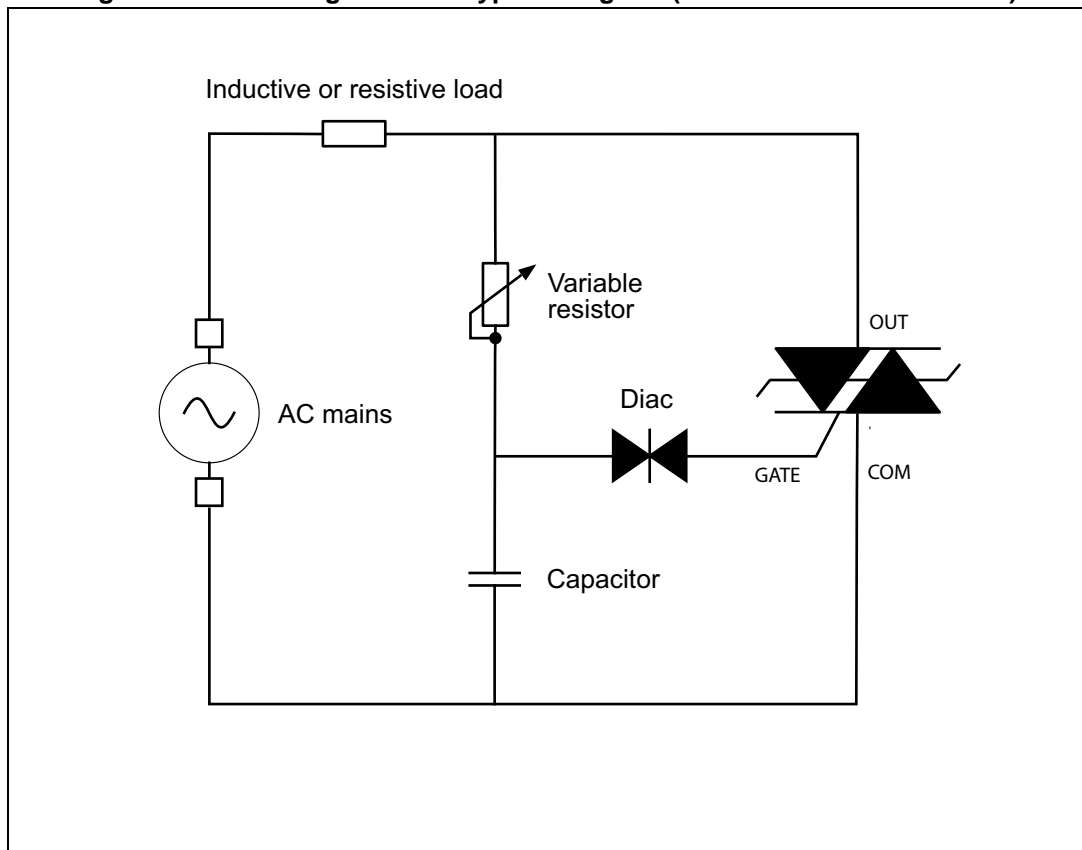 Inductive or resistive load
Variable
resistor
OUT
Diac
AC mains
GATE
COM
Capacitor